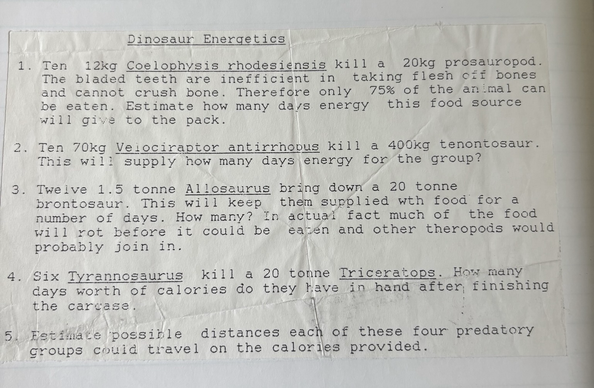 Dinosaur Energetics
1. Ten 12kg Coelophysis rhodesiensis kill a 20kg prosauropod.
The bladed teeth are inefficient in taking flesh off bones
and cannot crush bone. Therefore only 75% of the animal can
be eaten. Estimate how many days energy this food source
will give to the pack.
2. Ten 70kg Velociraptor antirrhopus kill a 400kg tenontosaur.
This will supply how many days energy for the group?
3. Twelve 1.5 tonne Allosaurus bring down a 20 tonne
brontosaur. This will keep them supplied wth food for a
number of days. How many? In actual fact much of the food
will rot before it could be eaten and other theropods would
probably join in.
4. Six Tyrannosaurus kill a 20 tonne Triceratops. How many
days worth of calories do they have in hand after finishing
the carcase.
5. Estimate possible distances each of these four predatory
groups could travel on the calories provided.